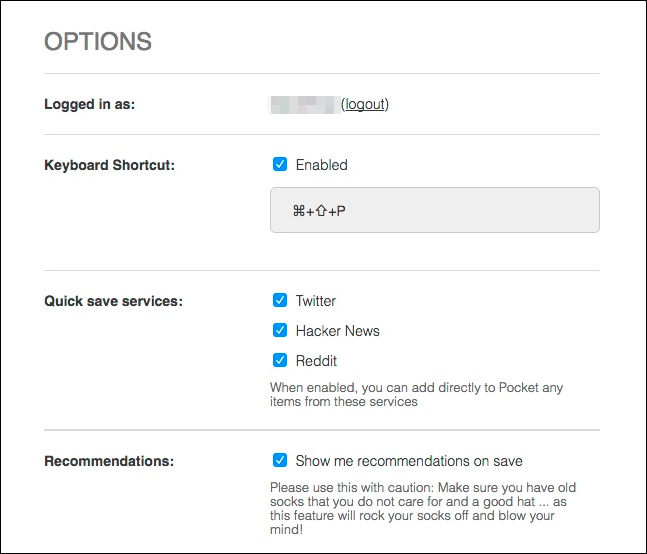 OPTIONS
Logged in as: (logout)
Keyboard Shortcut: Enabled
⌘+⇧+P
Quick save services: Twitter
Hacker News
Reddit
When enabled, you can add directly to Pocket any
items from these services
Recommendations: Show me recommendations on save
Please use this with caution: Make sure you have old
socks that you do not care for and a good hat ... as
this feature will rock your socks off and blow your
mind!